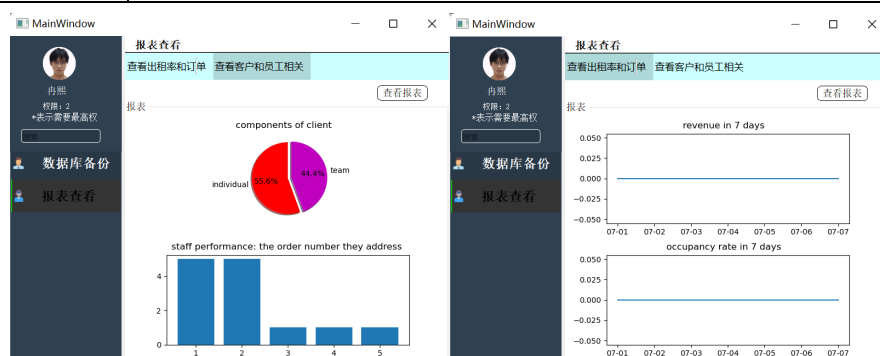 MainWindow
报表查看
查看出租率和订单 查看客户和员工相关
冉熙
权限：2
*表示需要最高权
搜索
数据库备份
报表查看
查看报表
报表
components of client
individual
55.6%
44.4%
team
staff performance: the order number they address
4
2
0
1 2 3 4 5
MainWindow
报表查看
查看出租率和订单 查看客户和员工相关
冉熙
权限：2
*表示需要最高权
搜索
数据库备份
报表查看
查看报表
报表
revenue in 7 days
0.050
0.025
0.000
−0.025
−0.050
07-01 07-02 07-03 07-04 07-05 07-06 07-07
occupancy rate in 7 days
0.050
0.025
0.000
−0.025
−0.050
07-01 07-02 07-03 07-04 07-05 07-06 07-07